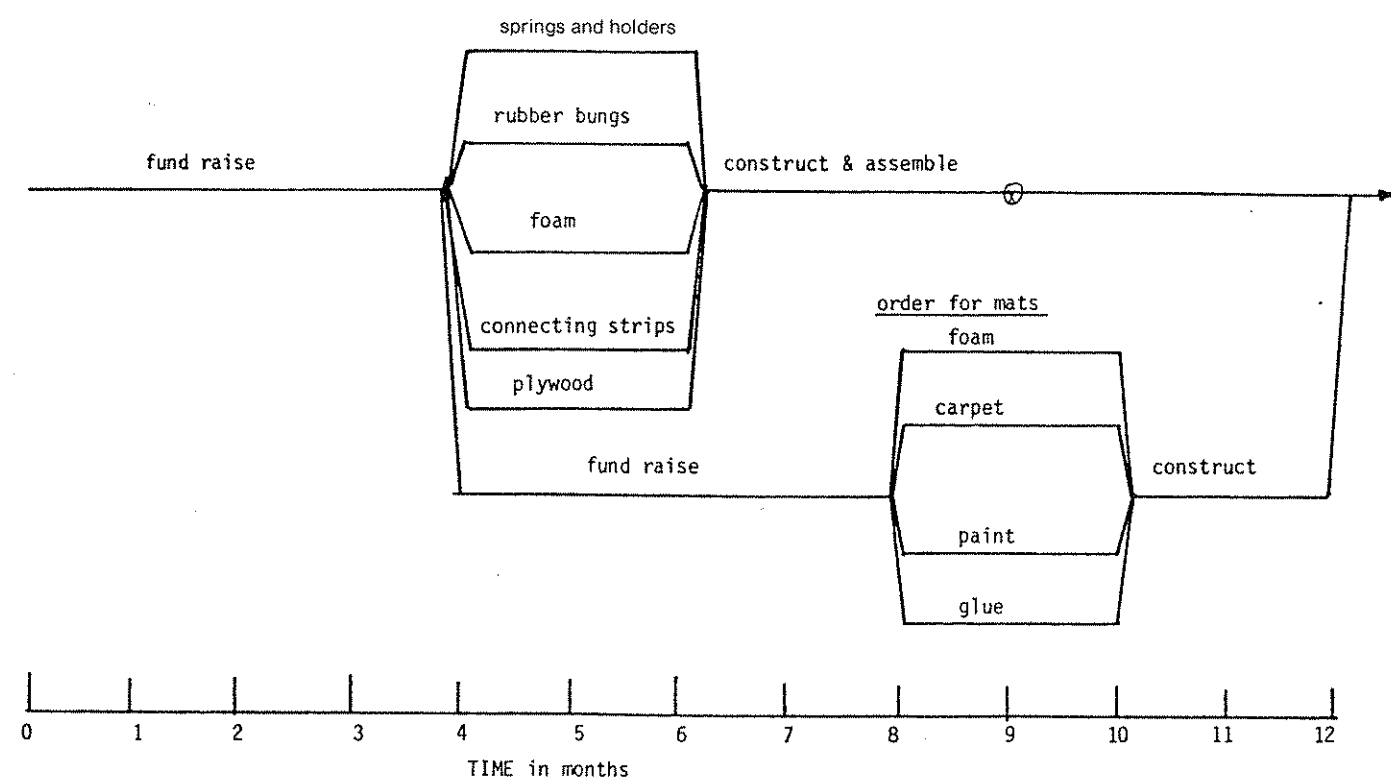 springs and holders
rubber bungs
fund raise
construct & assemble
foam
order for mats
connecting strips
foam
plywood
carpet
fund raise
construct
paint
glue
0 1 2 3 4 5 6 7 8 9 10 11 12
TIME in months